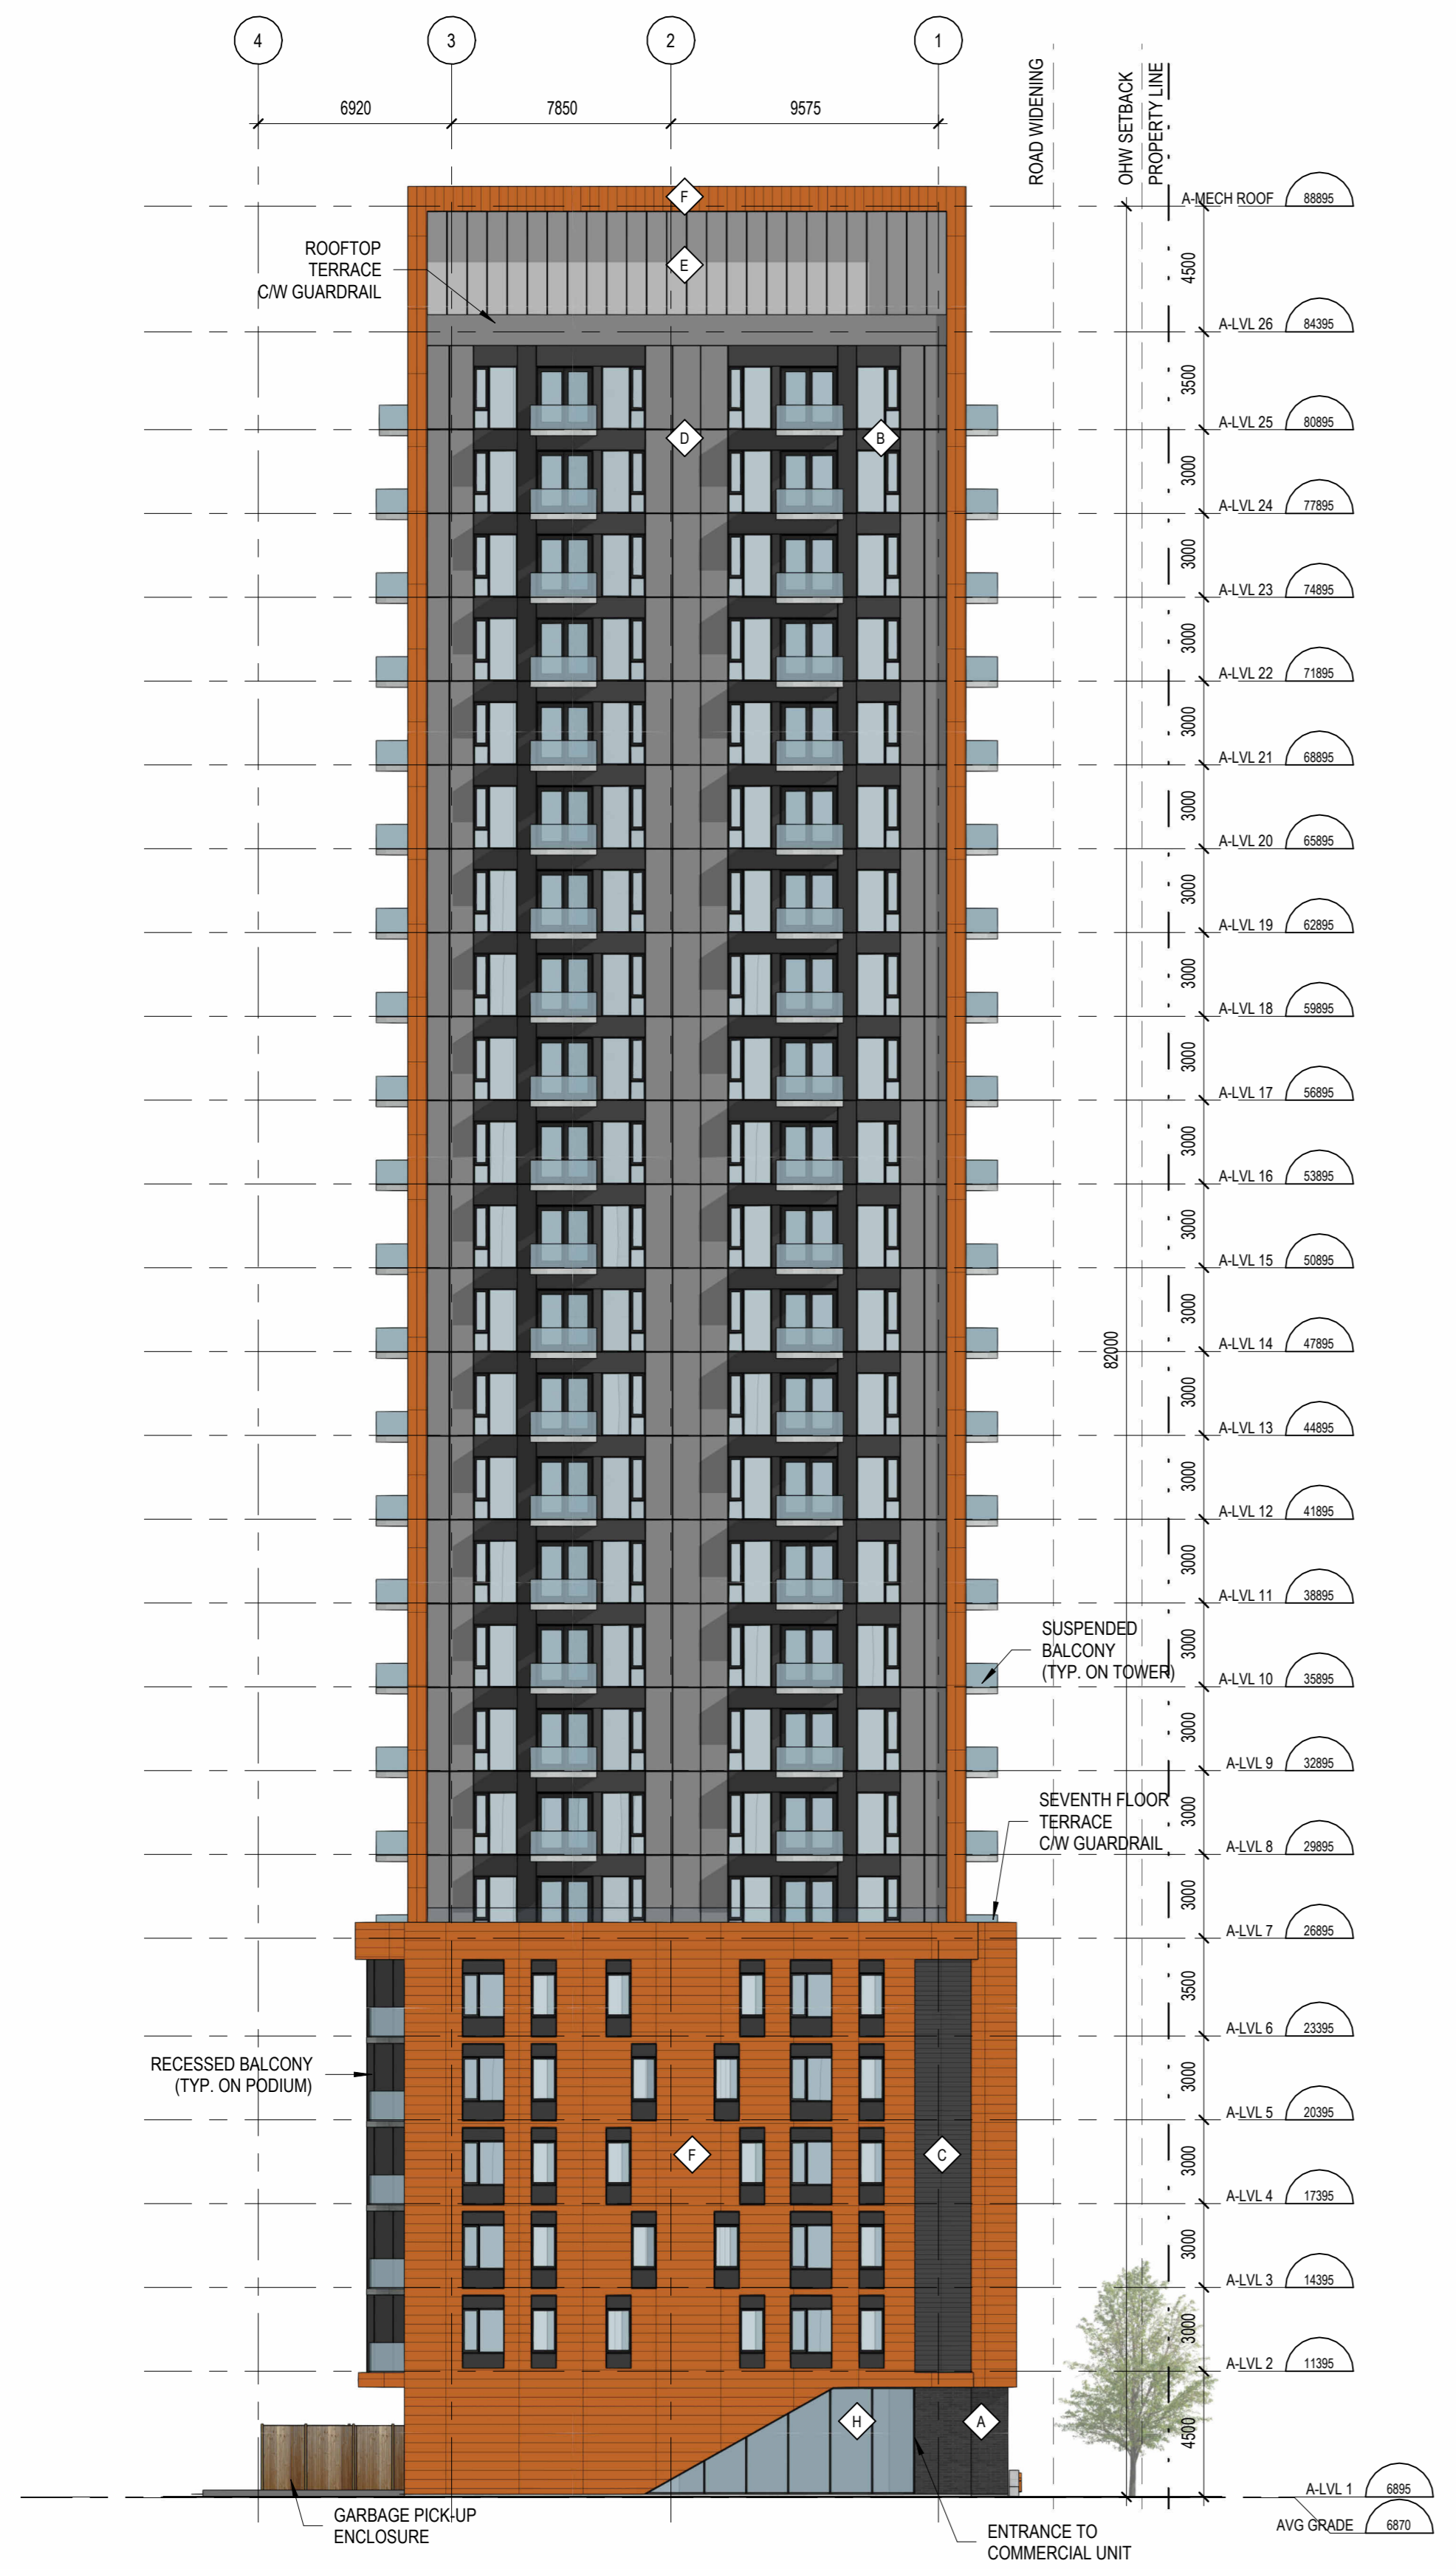 4
3
2
1
6920
7850
9575
ROAD WIDENING
OHW SETBACK
PROPERTY LINE
F
A-MECH ROOF 88895
ROOFTOP
TERRACE
C/W GUARDRAIL
E
4500
A-LVL 26 84395
3500
A-LVL 25 80895
D
B
3000
A-LVL 24 77895
3000
A-LVL 23 74895
3000
A-LVL 22 71895
3000
A-LVL 21 68895
3000
A-LVL 20 65895
3000
A-LVL 19 62895
3000
A-LVL 18 59895
3000
A-LVL 17 56895
3000
A-LVL 16 53895
3000
A-LVL 15 50895
3000
A-LVL 14 47895
82000
3000
A-LVL 13 44895
3000
A-LVL 12 41895
3000
A-LVL 11 38895
SUSPENDED
BALCONY
(TYP. ON TOWER)
3000
A-LVL 10 35895
3000
A-LVL 9 32895
SEVENTH FLOOR
TERRACE
C/W GUARDRAIL
3000
A-LVL 8 29895
3000
A-LVL 7 26895
3500
A-LVL 6 23395
RECESSED BALCONY
(TYP. ON PODIUM)
3000
A-LVL 5 20395
F
C
3000
A-LVL 4 17395
3000
A-LVL 3 14395
3000
A-LVL 2 11395
H
A
4500
A-LVL 1 6895
AVG GRADE 6870
GARBAGE PICK-UP
ENCLOSURE
ENTRANCE TO
COMMERCIAL UNIT